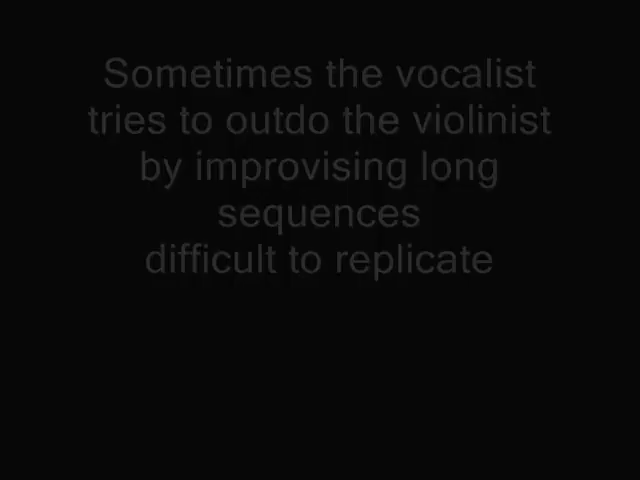 Sometimes the vocalist
tries to outdo the violinist
by improvising long
sequences
difficult to replicate